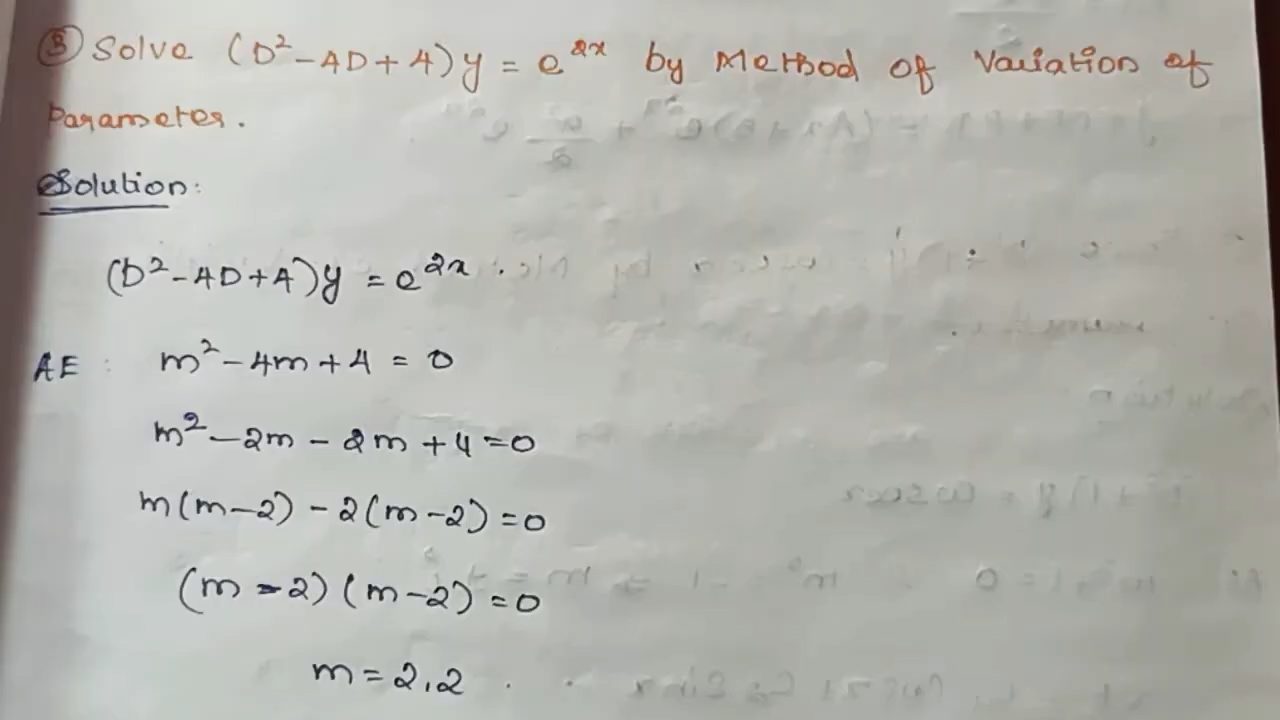 ③ Solve (D² - 4D + 4) y = e^2x by Method of Variation of
Parameter.
Solution:
(D² - 4D + 4) y = e^2x.
AE : m² - 4m + 4 = 0
m² - 2m - 2m + 4 = 0
m(m-2) - 2(m-2) = 0
(m-2) (m-2) = 0
m = 2,2